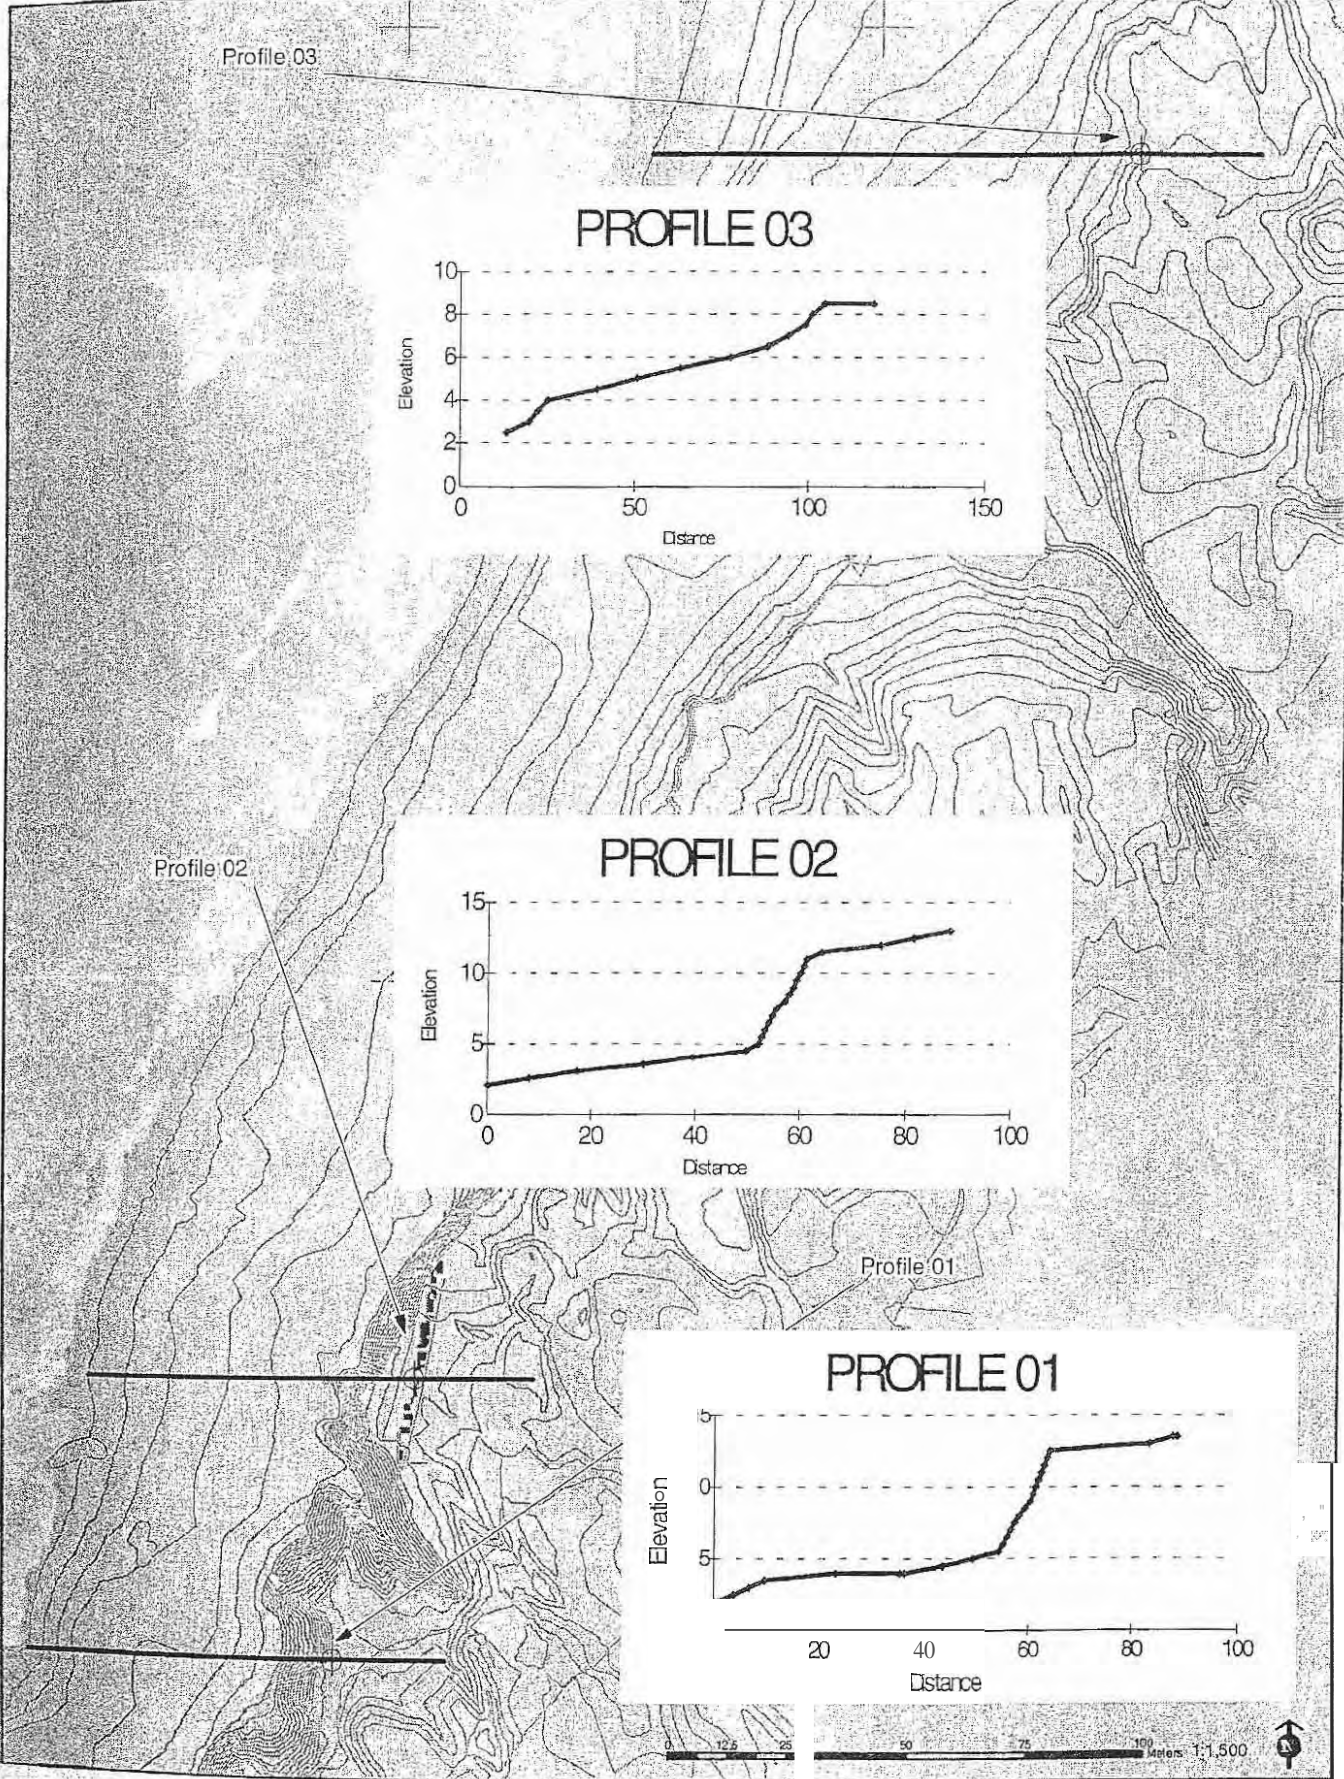 Profile 03
PROFILE 03
10
8
6
4
2
0
Elevation
0 50 100 150
Distance
Profile 02
PROFILE 02
15
10
5
0
Elevation
0 20 40 60 80 100
Distance
Profile 01
PROFILE 01
5
0
5
Elevation
20 40 60 80 100
Distance
0 12.5 25 50 75 100 Meters 1:1,500
N